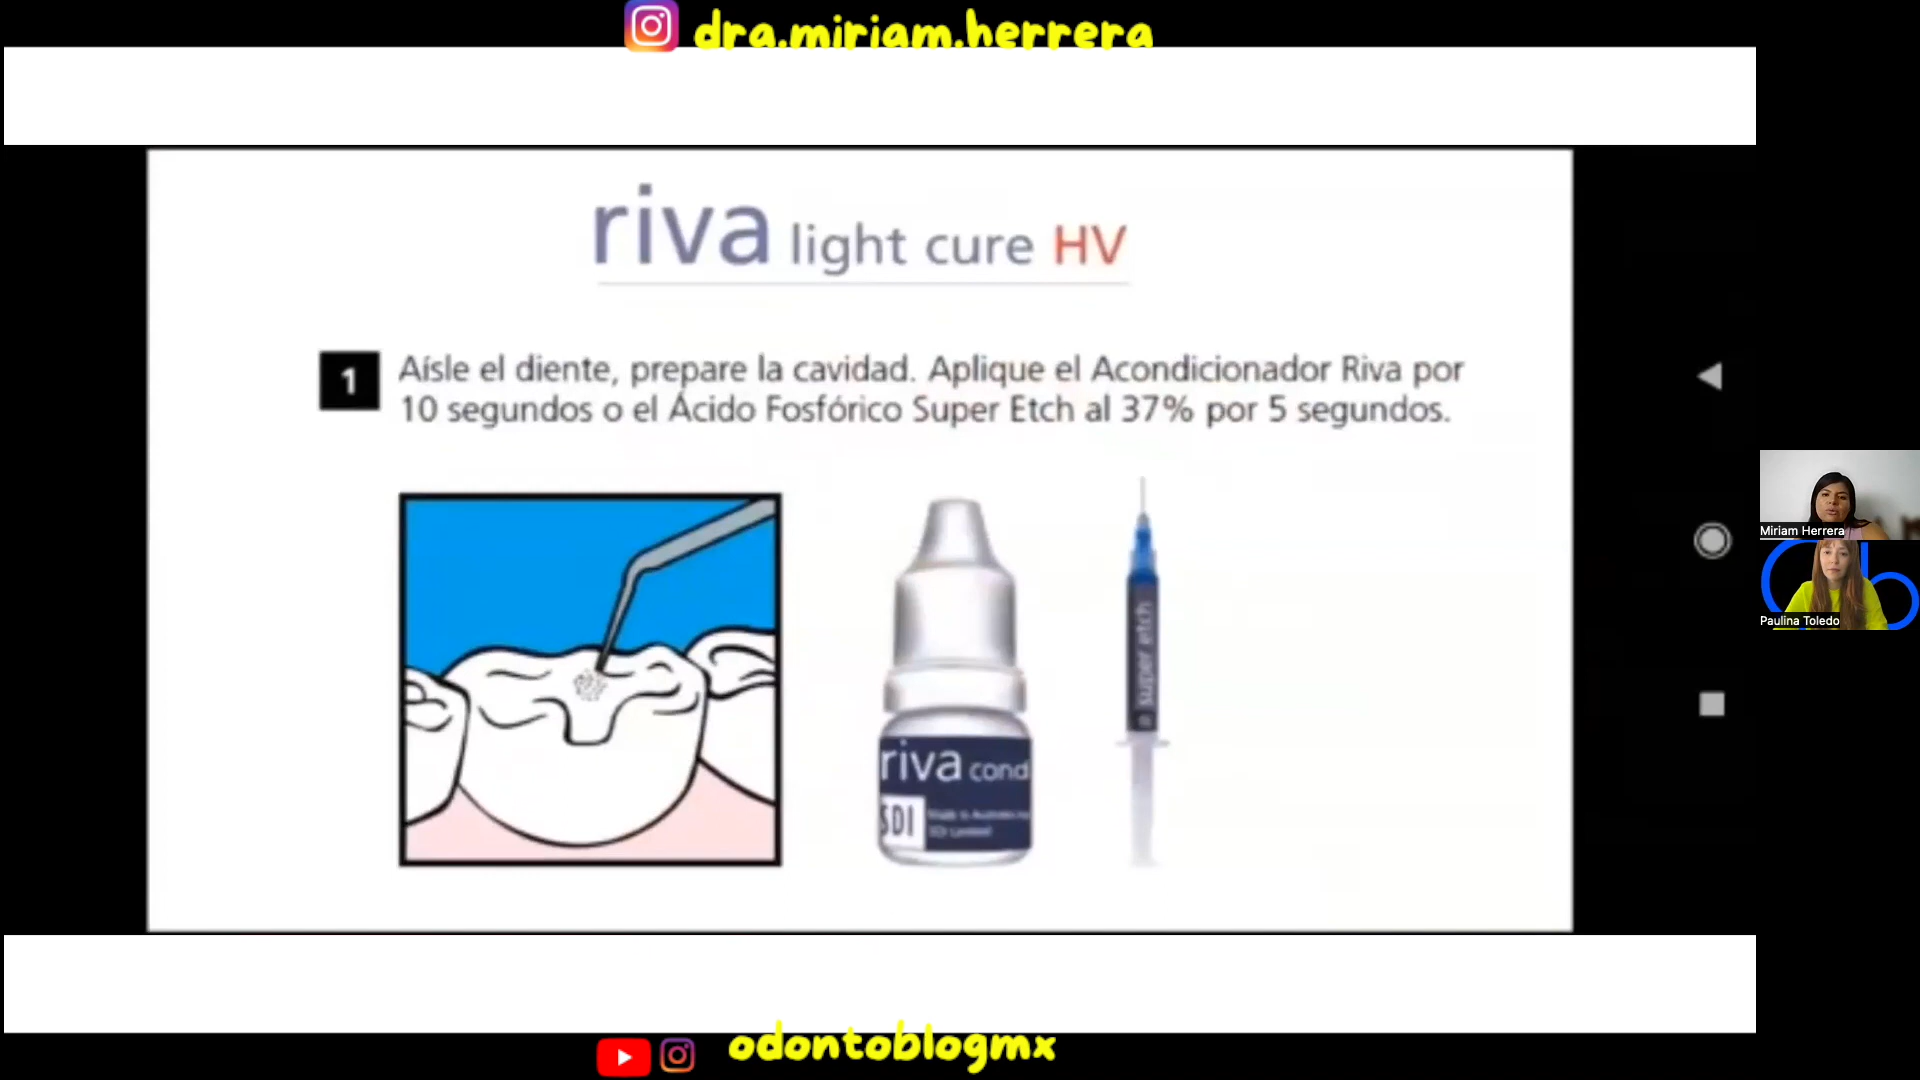 dra.miriam.herrera
riva light cure HV
1 Aísle el diente, prepare la cavidad. Aplique el Acondicionador Riva por
10 segundos o el Ácido Fosfórico Super Etch al 37% por 5 segundos.
super etch
riva cond
SDI
Miriam Herrera
Paulina Toledo
odontoblogmx